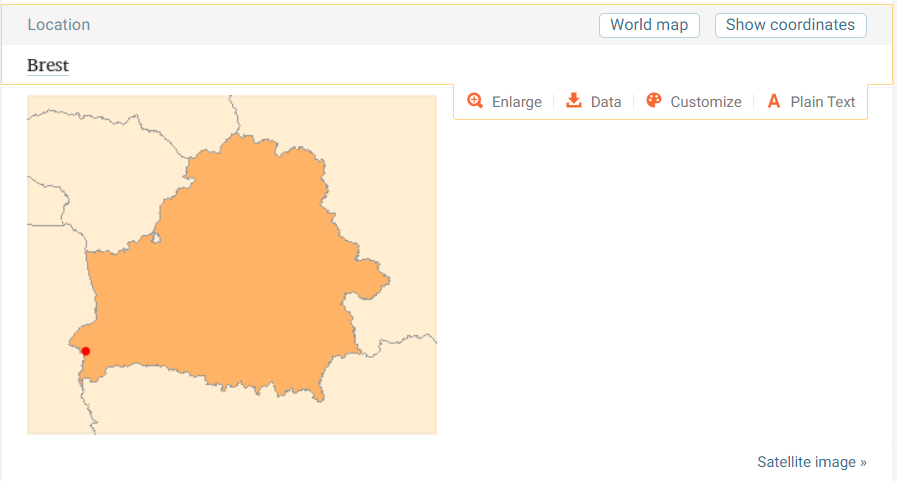 Location World map Show coordinates
Brest
Enlarge Data Customize A Plain Text
Satellite image »